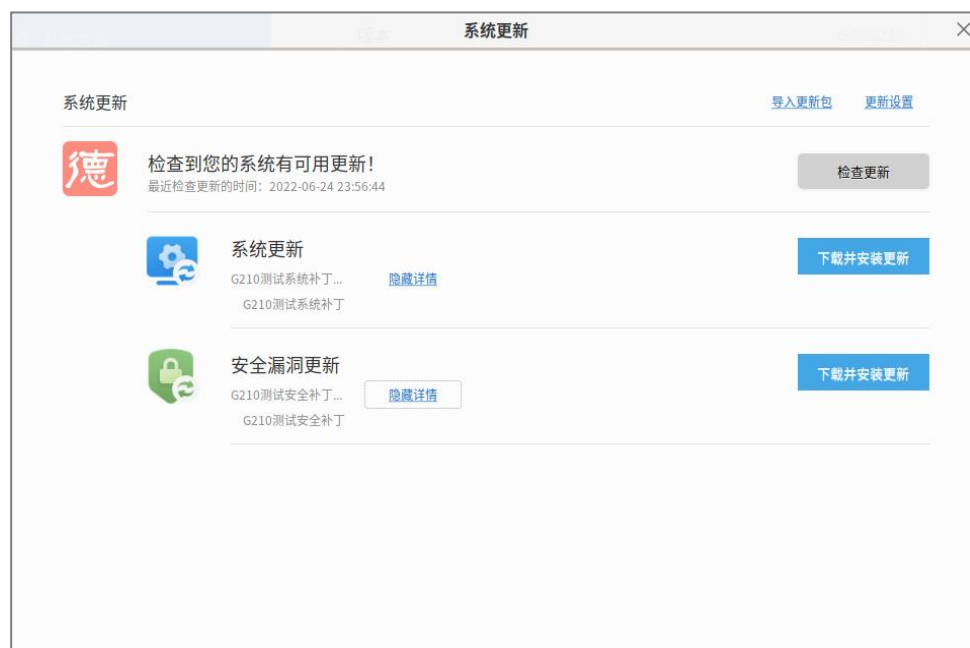 系统更新
系统更新
导入更新包 更新设置
德
检查到您的系统有可用更新!
最近检查更新的时间：2022-06-24 23:56:44
检查更新
系统更新
G210测试系统补丁... 隐藏详情
G210测试系统补丁
下载并安装更新
安全漏洞更新
G210测试安全补丁... 隐藏详情
G210测试安全补丁
下载并安装更新